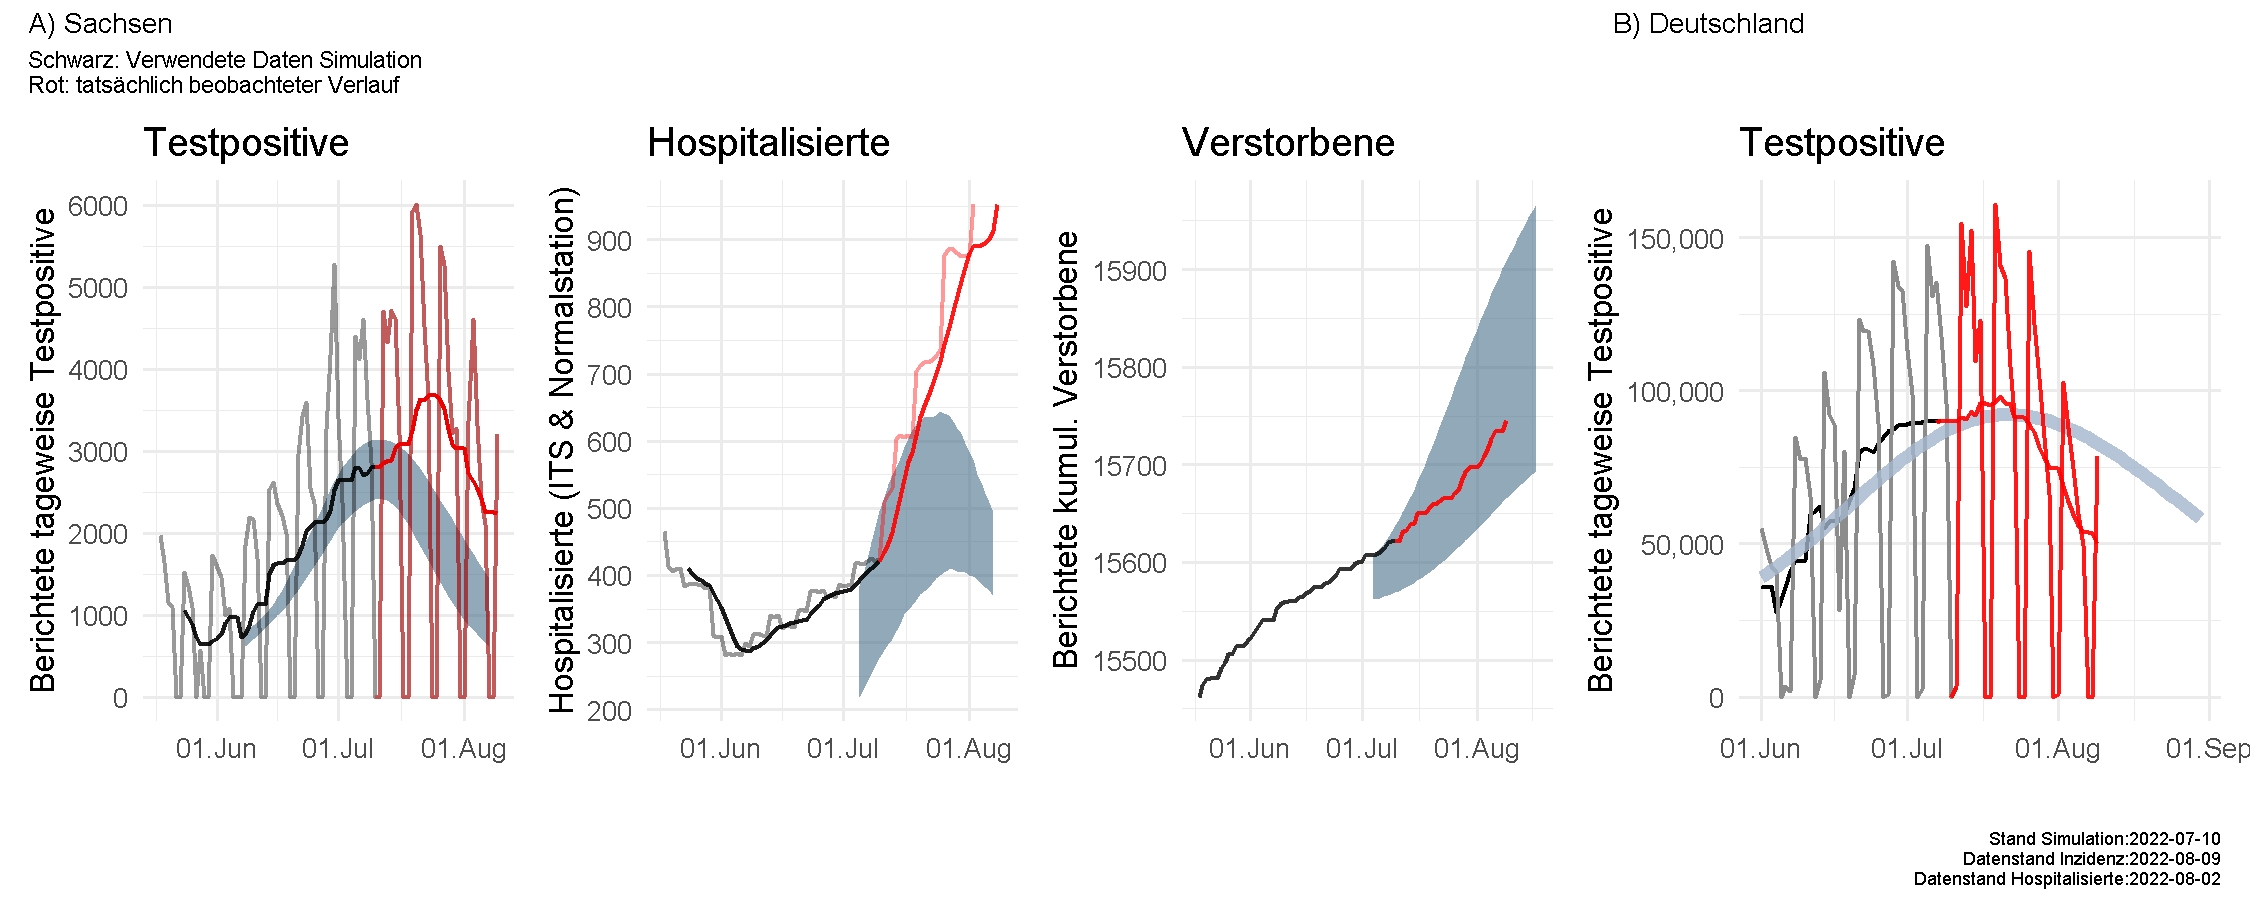 A) Sachsen
Schwarz: Verwendete Daten Simulation
Rot: tatsächlich beobachteter Verlauf
B) Deutschland
Testpositive
Berichtete tageweise Testpositive
6000
5000
4000
3000
2000
1000
0
01.Jun
01.Jul
01.Aug
Hospitalisierte
Hospitalisierte (ITS & Normalstation)
900
800
700
600
500
400
300
200
01.Jun
01.Jul
01.Aug
Verstorbene
Berichtete kumul. Verstorbene
15900
15800
15700
15600
15500
01.Jun
01.Jul
01.Aug
Testpositive
Berichtete tageweise Testpositive
150,000
100,000
50,000
0
01.Jun
01.Jul
01.Aug
01.Sep
Stand Simulation:2022-07-10
Datenstand Inzidenz:2022-08-09
Datenstand Hospitalisierte:2022-08-02